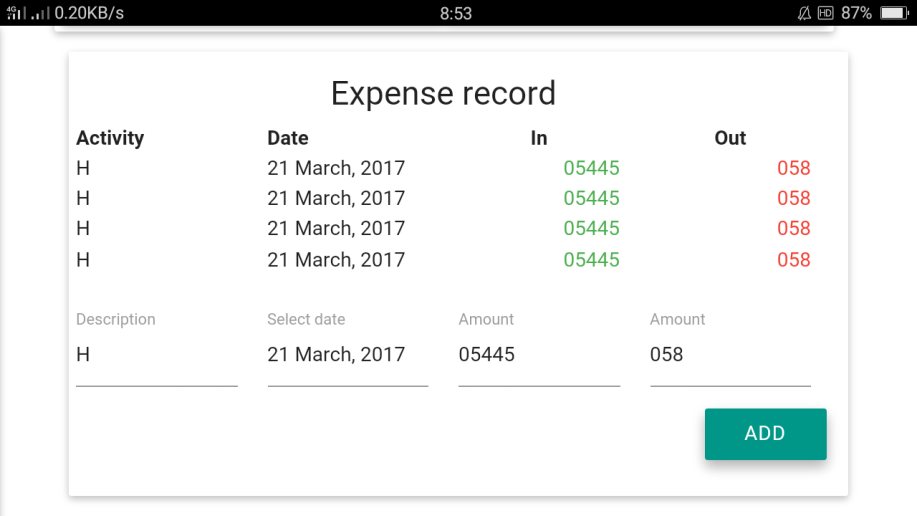 4G 0.20KB/s 8:53 HD 87%
Expense record
Activity Date In Out
H 21 March, 2017 05445 058
H 21 March, 2017 05445 058
H 21 March, 2017 05445 058
H 21 March, 2017 05445 058
Description Select date Amount Amount
H 21 March, 2017 05445 058
ADD